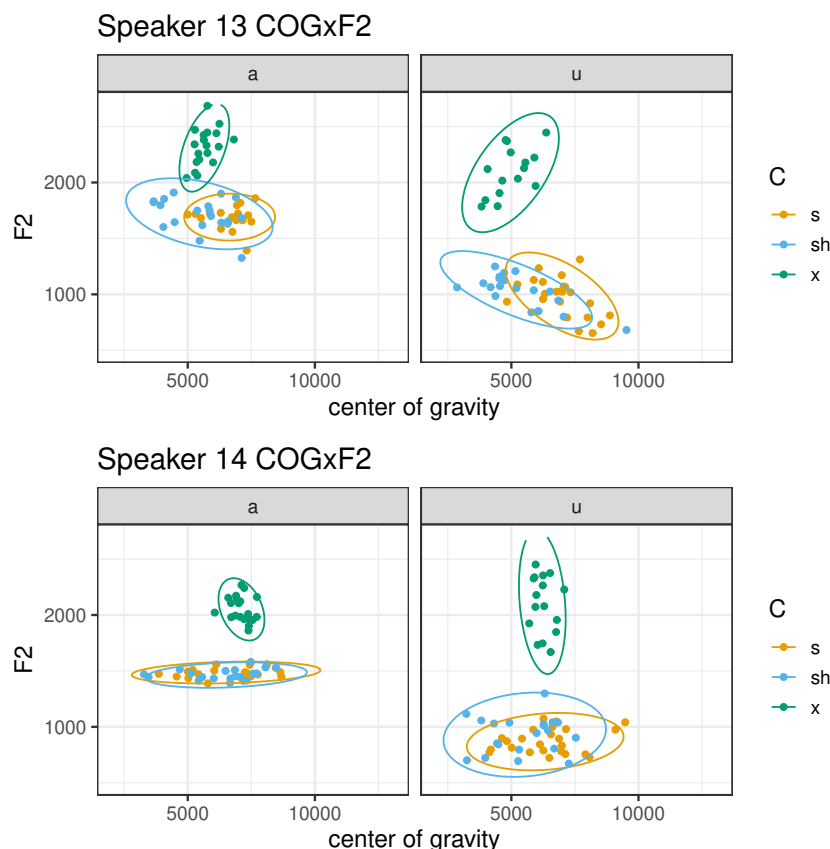 Speaker 13 COGxF2
a u
2000
1000
F2
5000 10000 5000 10000
center of gravity
C
s
sh
x
Speaker 14 COGxF2
a u
2000
1000
F2
5000 10000 5000 10000
center of gravity
C
s
sh
x